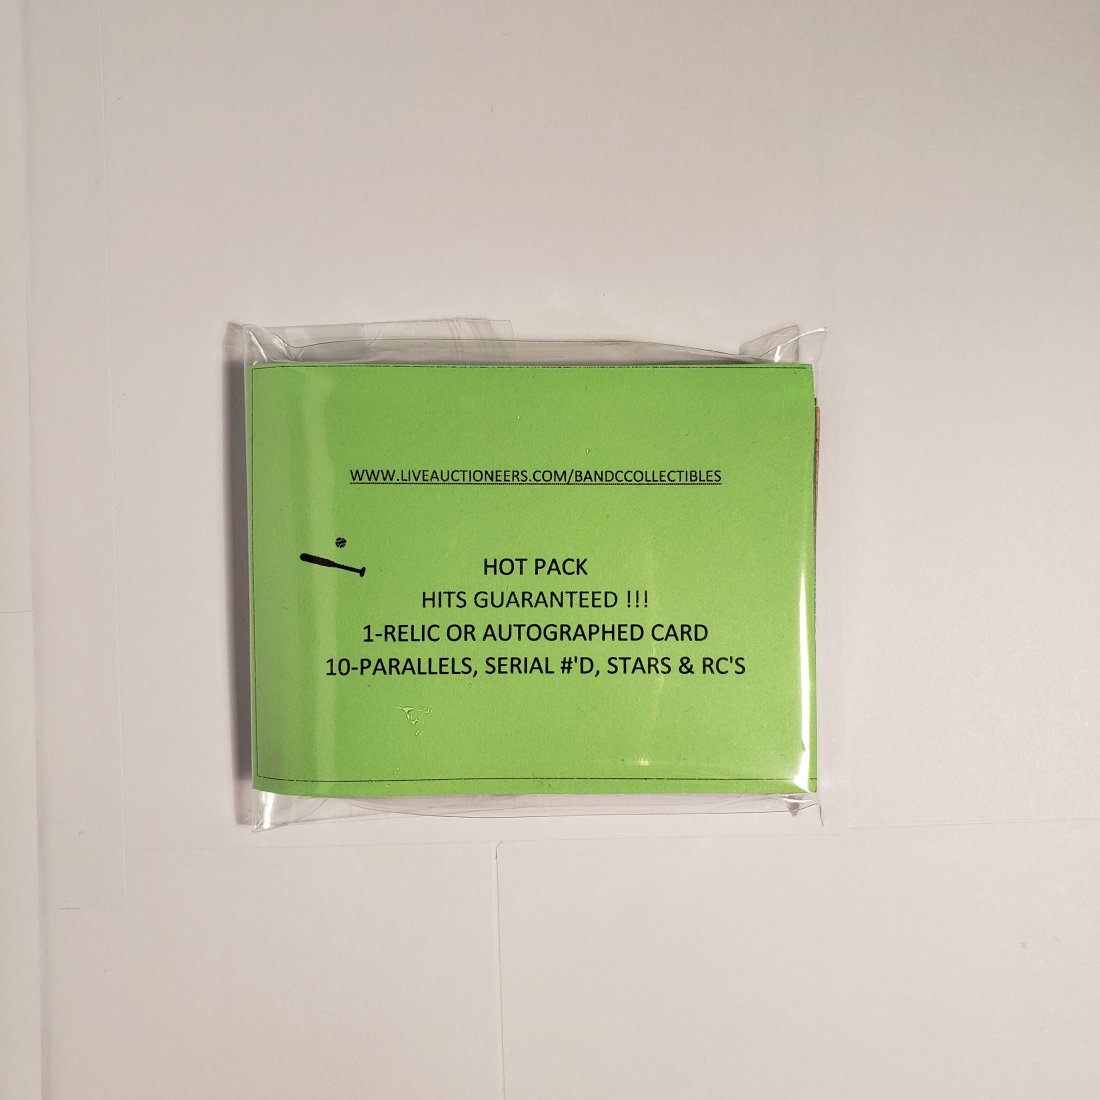 WWW.LIVEAUCTIONEERS.COM/BANDCCOLLECTIBLES
HOT PACK
HITS GUARANTEED !!!
1-RELIC OR AUTOGRAPHED CARD
10-PARALLELS, SERIAL #'D, STARS & RC'S